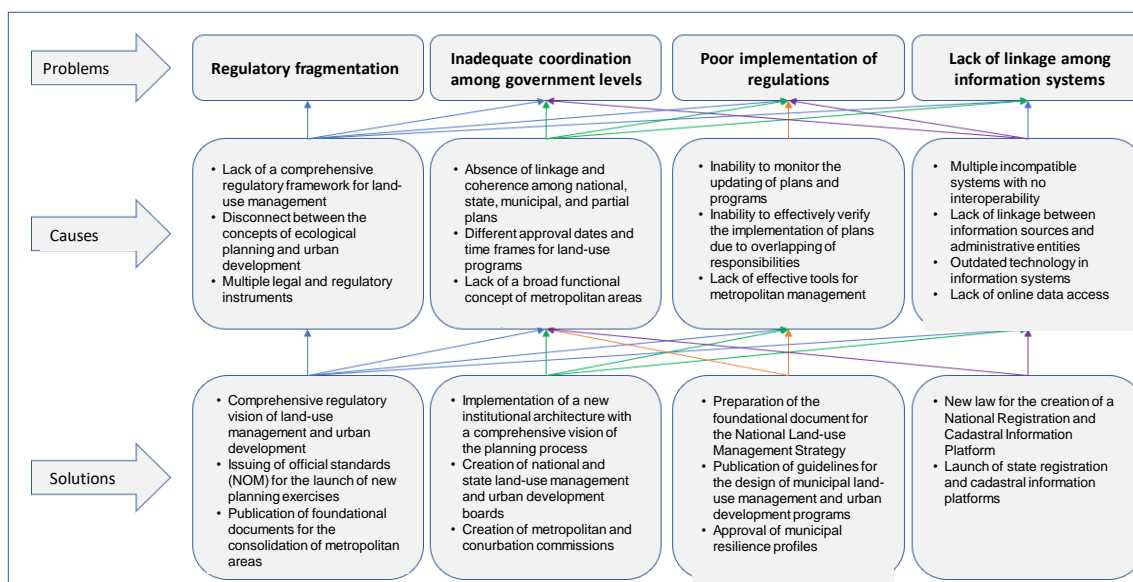 Problems
Regulatory fragmentation
Inadequate coordination
among government levels
Poor implementation of
regulations
Lack of linkage among
information systems
Causes
• Lack of a comprehensive
regulatory framework for land-
use management
• Disconnect between the
concepts of ecological
planning and urban
development
• Multiple legal and regulatory
instruments
• Absence of linkage and
coherence among national,
state, municipal, and partial
plans
• Different approval dates and
time frames for land-use
programs
• Lack of a broad functional
concept of metropolitan areas
• Inability to monitor the
updating of plans and
programs
• Inability to effectively verify
the implementation of plans
due to overlapping of
responsibilities
• Lack of effective tools for
metropolitan management
• Multiple incompatible
systems with no
interoperability
• Lack of linkage between
information sources and
administrative entities
• Outdated technology in
information systems
• Lack of online data access
Solutions
• Comprehensive regulatory
vision of land-use
management and urban
development
• Issuing of official standards
(NOM) for the launch of new
planning exercises
• Publication of foundational
documents for the
consolidation of metropolitan
areas
• Implementation of a new
institutional architecture with
a comprehensive vision of
the planning process
• Creation of national and
state land-use management
and urban development
boards
• Creation of metropolitan and
conurbation commissions
• Preparation of the
foundational document for
the National Land-use
Management Strategy
• Publication of guidelines for
the design of municipal land-
use management and urban
development programs
• Approval of municipal
resilience profiles
• New law for the creation of a
National Registration and
Cadastral Information
Platform
• Launch of state registration
and cadastral information
platforms